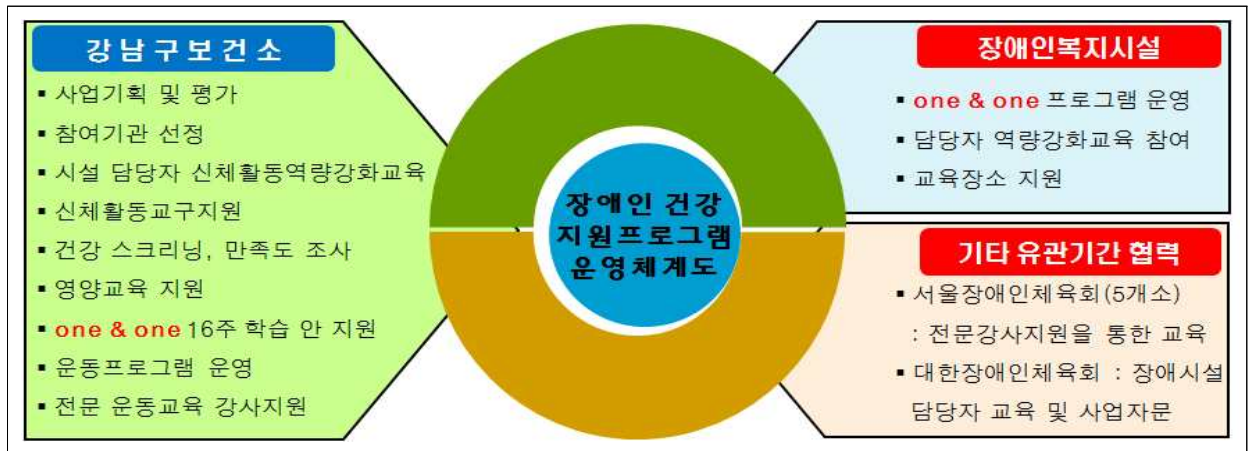 강남구보건소
▪ 사업기획 및 평가
▪ 참여기관 선정
▪ 시설 담당자 신체활동역량강화교육
▪ 신체활동교구지원
▪ 건강 스크리닝, 만족도 조사
▪ 영양교육 지원
▪ one & one 16주 학습 안 지원
▪ 운동프로그램 운영
▪ 전문 운동교육 강사지원
장애인 건강
지원프로그램
운영체계도
장애인복지시설
▪ one & one 프로그램 운영
▪ 담당자 역량강화교육 참여
▪ 교육장소 지원
기타 유관기간 협력
▪ 서울장애인체육회(5개소)
: 전문강사지원을 통한 교육
▪ 대한장애인체육회 : 장애시설
담당자 교육 및 사업자문